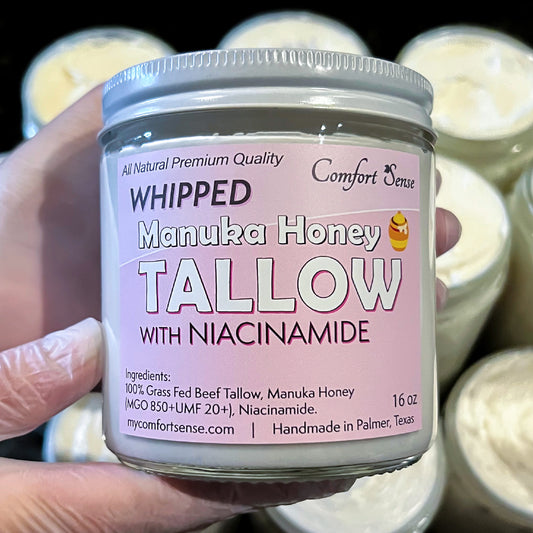 All Natural Premium Quality
Comfort Sense
WHIPPED
Manuka Honey
TALLOW
WITH NIACINAMIDE
Ingredients:
100% Grass Fed Beef Tallow, Manuka Honey
(MGO 850+UMF 20+), Niacinamide.
16 oz
mycomfortsense.com | Handmade in Palmer, Texas